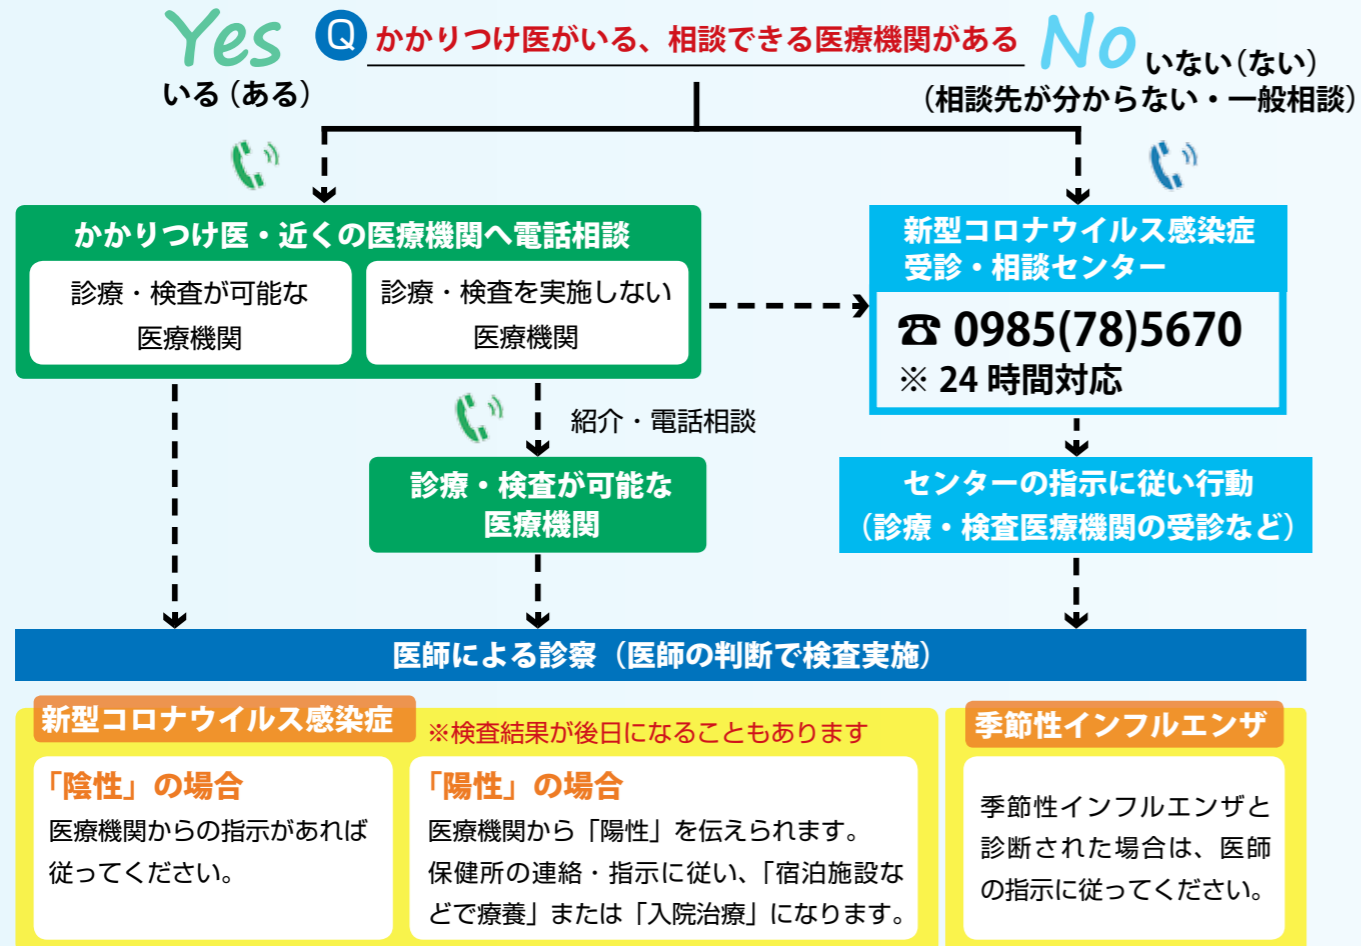 Yes
いる（ある）
Q かかりつけ医がいる、相談できる医療機関がある
No
いない（ない）
（相談先が分からない・一般相談）
かかりつけ医・近くの医療機関へ電話相談
診療・検査が可能な
医療機関
診療・検査を実施しない
医療機関
新型コロナウイルス感染症
受診・相談センター
☎ 0985(78)5670
※ 24 時間対応
紹介・電話相談
診療・検査が可能な
医療機関
センターの指示に従い行動
（診療・検査医療機関の受診など）
医師による診察（医師の判断で検査実施）
新型コロナウイルス感染症
※検査結果が後日になることもあります
「陰性」の場合
医療機関からの指示があれば
従ってください。
「陽性」の場合
医療機関から「陽性」を伝えられます。
保健所の連絡・指示に従い、「宿泊施設な
どで療養」または「入院治療」になります。
季節性インフルエンザ
季節性インフルエンザと
診断された場合は、医師
の指示に従ってください。